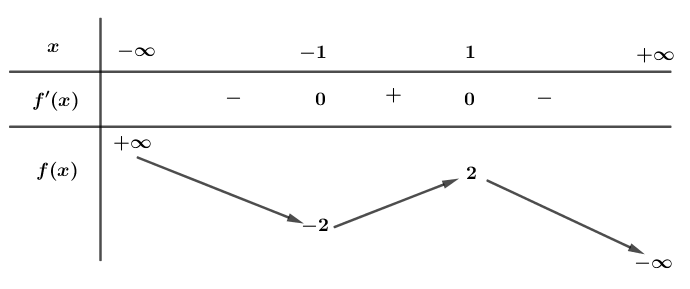 x −∞ −1 1 +∞
f′(x) − 0 + 0 −
+∞
f(x) 2
−2
−∞